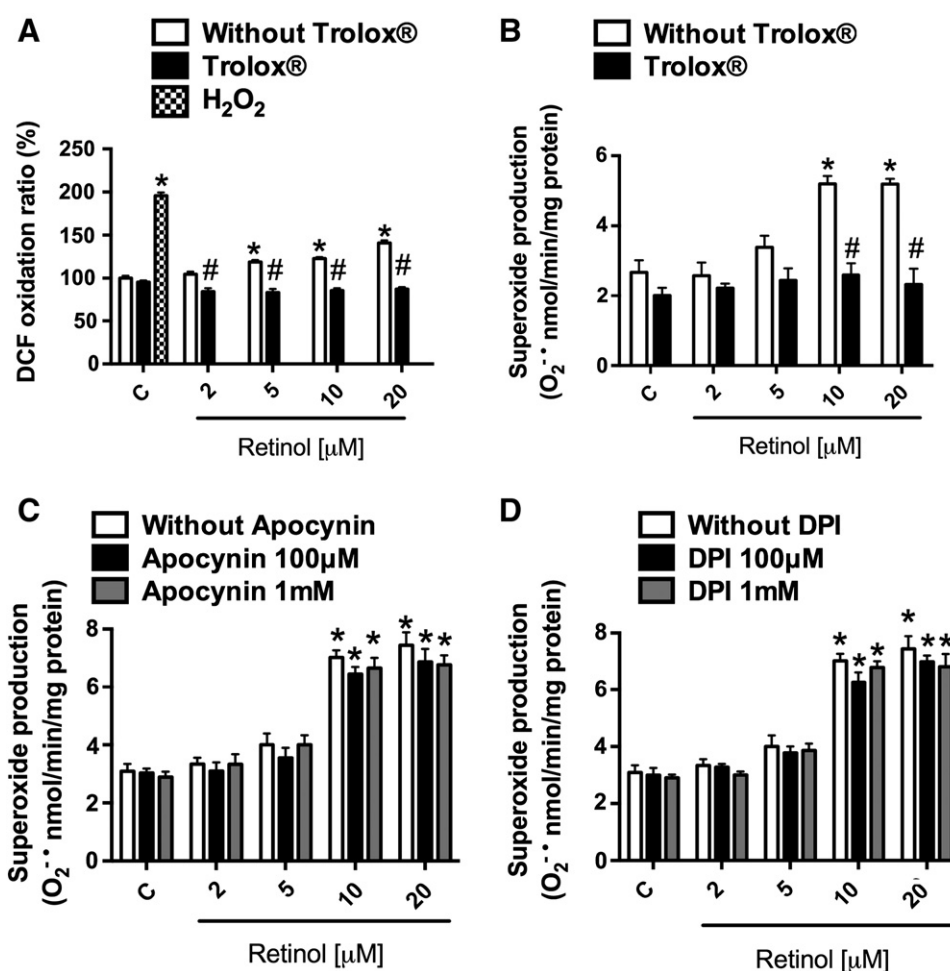 A
Without Trolox®
Trolox®
H₂O₂
DCF oxidation ratio (%)
250
200
150
100
50
0
*
#
*
#
*
#
*
#
*
C
2
5
10
20
Retinol [μM]
B
Without Trolox®
Trolox®
Superoxide production
(O₂⁻• nmol/min/mg protein)
6
4
2
0
*
#
*
#
C
2
5
10
20
Retinol [μM]
C
Without Apocynin
Apocynin 100μM
Apocynin 1mM
Superoxide production
(O₂⁻• nmol/min/mg protein)
8
6
4
2
0
*
*
*
*
*
*
C
2
5
10
20
Retinol [μM]
D
Without DPI
DPI 100μM
DPI 1mM
Superoxide production
(O₂⁻• nmol/min/mg protein)
8
6
4
2
0
*
*
*
*
*
*
C
2
5
10
20
Retinol [μM]